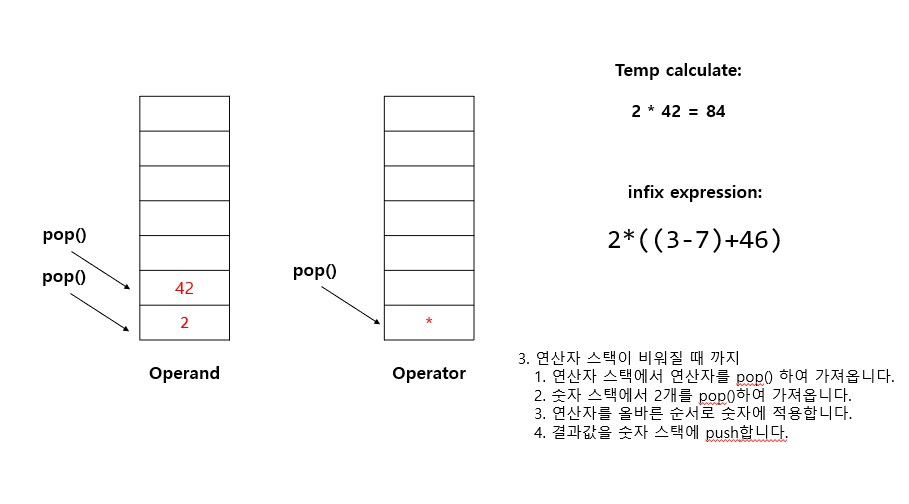 Temp calculate:
2 * 42 = 84
infix expression:
2*((3-7)+46)
pop()
pop()
42
2
Operand
pop()
*
Operator
3. 연산자 스택이 비워질 때 까지
1. 연산자 스택에서 연산자를 pop() 하여 가져옵니다.
2. 숫자 스택에서 2개를 pop()하여 가져옵니다.
3. 연산자를 올바른 순서로 숫자에 적용합니다.
4. 결과값을 숫자 스택에 push합니다.